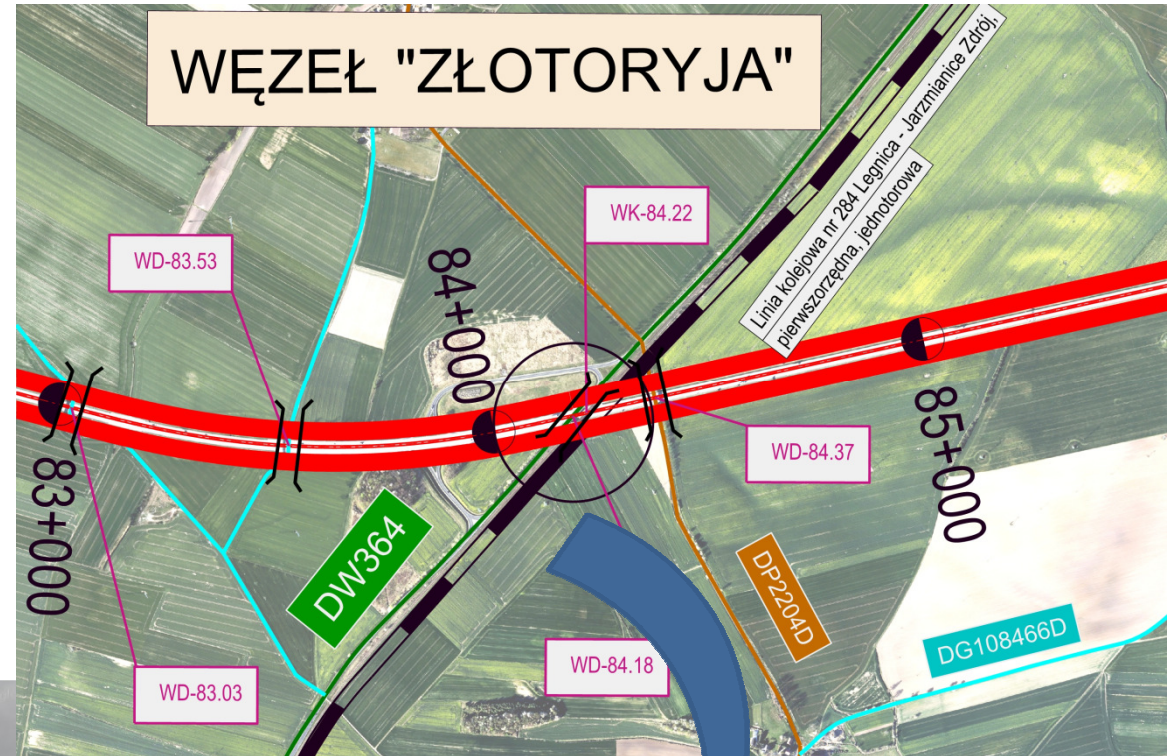 WĘZEŁ "ZŁOTORYJA"
Linia kolejowa nr 284 Legnica - Jarzmianice Zdrój,
pierwszorzędna, jednotorowa
WK-84.22
WD-83.53
84+000
83+000
85+000
WD-84.37
DW364
DP2204D
DG108466D
WD-84.18
WD-83.03